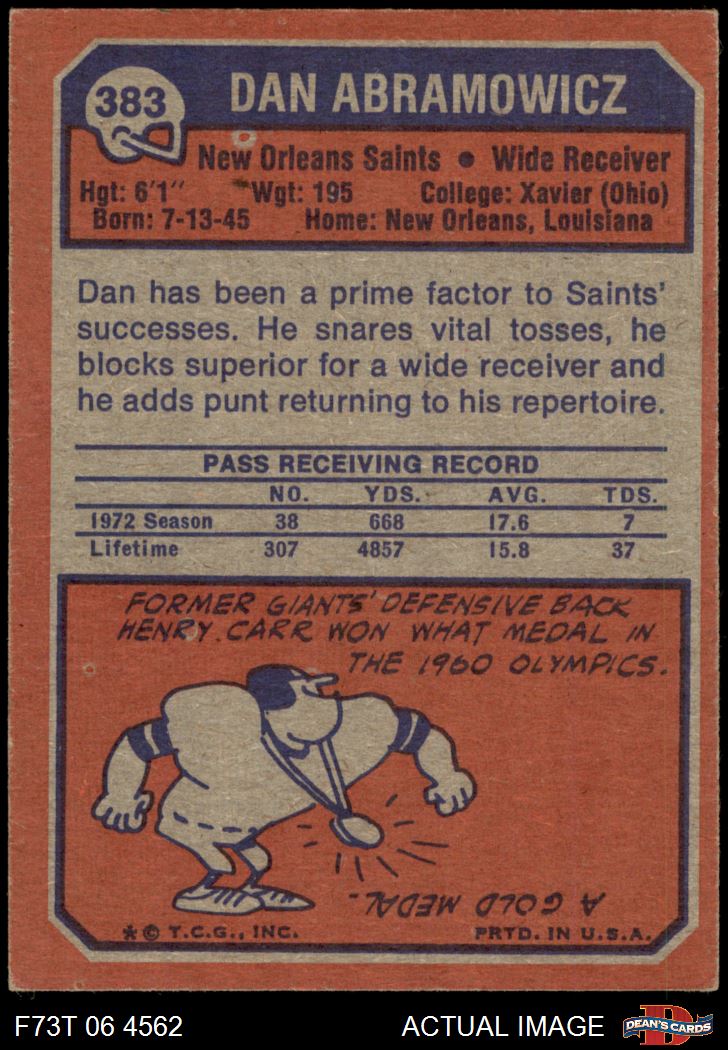 383
DAN ABRAMOWICZ
New Orleans Saints • Wide Receiver
Hgt: 6'1" Wgt: 195 College: Xavier (Ohio)
Born: 7-13-45 Home: New Orleans, Louisiana
Dan has been a prime factor to Saints'
successes. He snares vital tosses, he
blocks superior for a wide receiver and
he adds punt returning to his repertoire.
PASS RECEIVING RECORD
NO. YDS. AVG. TDS.
1972 Season 38 668 17.6 7
Lifetime 307 4857 15.8 37
FORMER GIANTS' DEFENSIVE BACK
HENRY CARR WON WHAT MEDAL IN
THE 1960 OLYMPICS.
A GOLD MEDAL.
* © T.C.G., INC. PRTD. IN U.S.A.
F73T 06 4562 ACTUAL IMAGE
D
DEAN'S CARDS